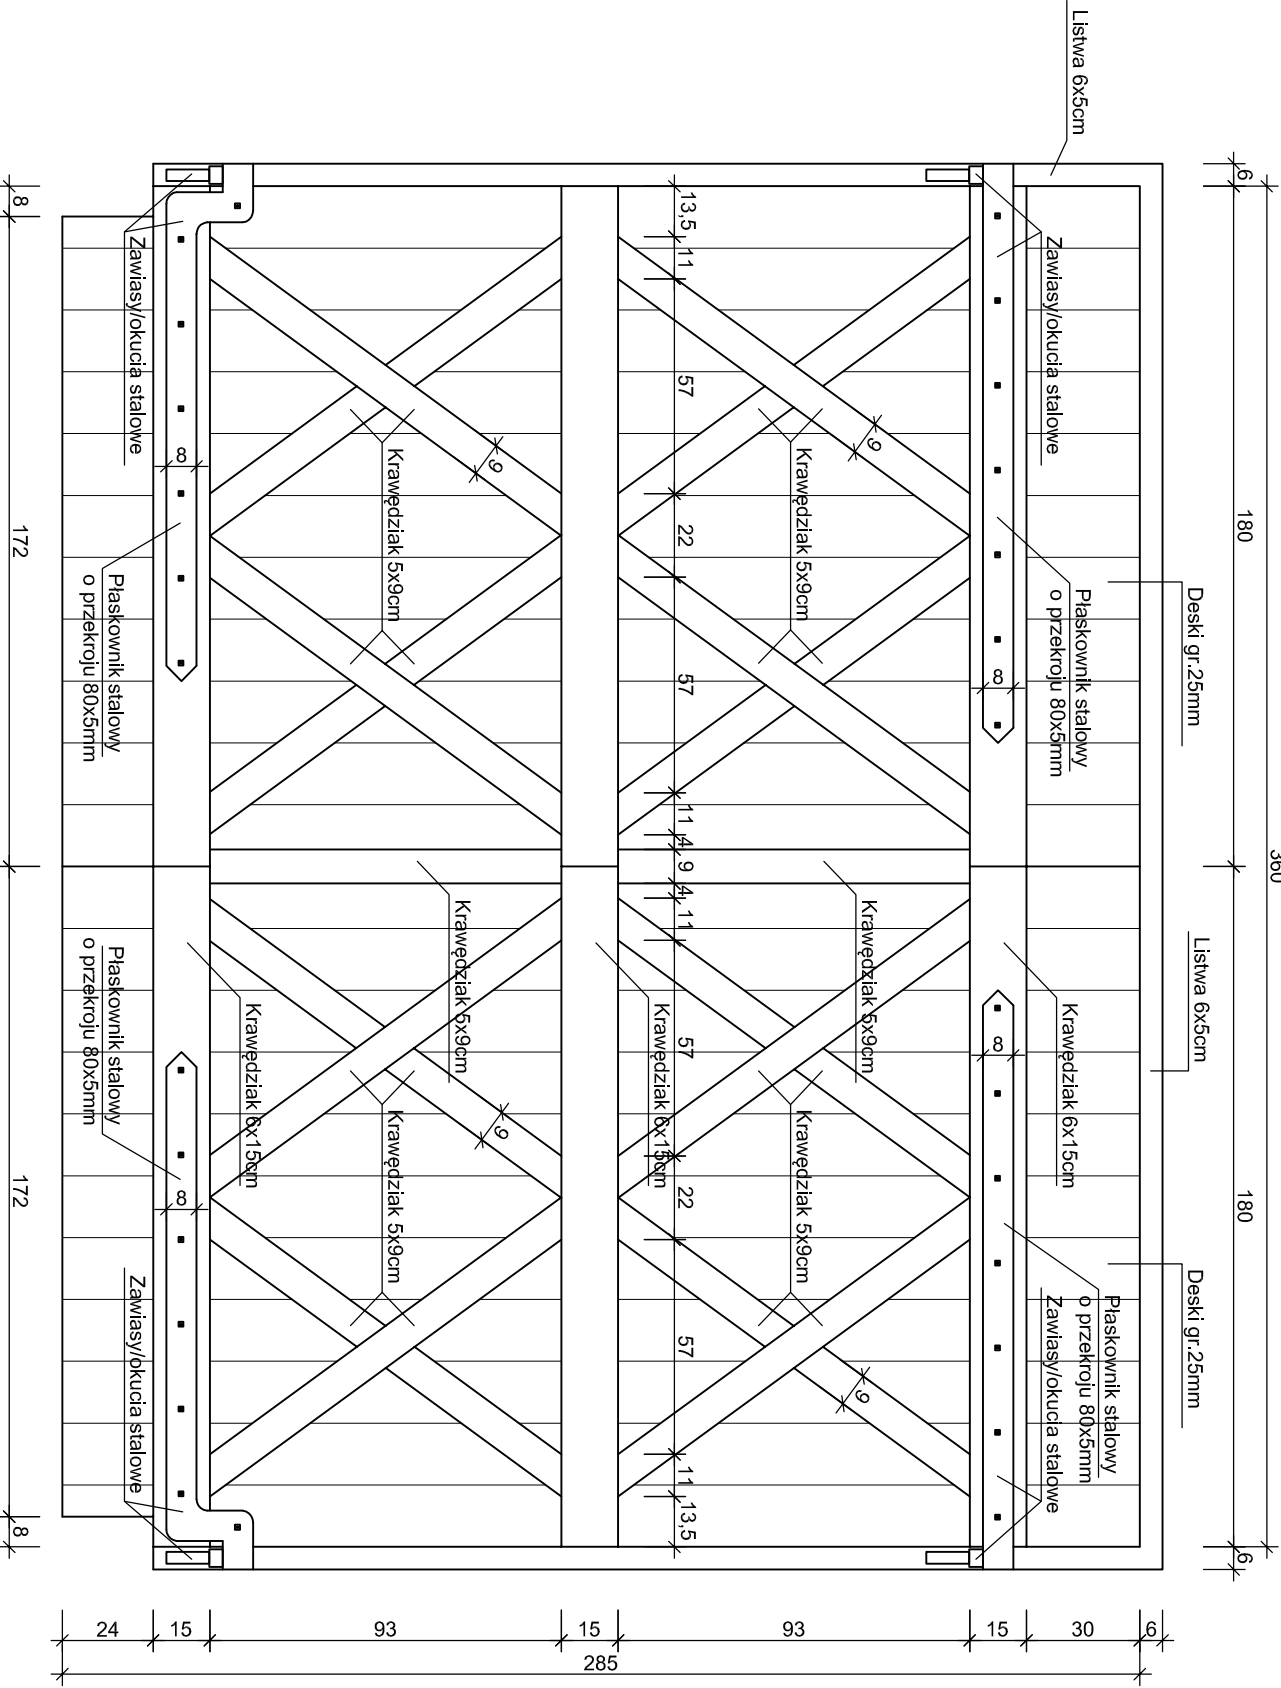 Listwa 6x5cm
6
180
360
180
6
Deski gr.25mm
Listwa 6x5cm
Deski gr.25mm
Zawiasy/okucia stalowe
Płaskownik stalowy
o przekroju 80x5mm
8
8
Krawędziak 6x15cm
Płaskownik stalowy
o przekroju 80x5mm
Zawiasy/okucia stalowe
9
Krawędziak 5x9cm
Krawędziak 5x9cm
Krawędziak 5x9cm
9
13,5
11
57
22
57
11
4
9
4
11
57
22
57
11
13,5
Krawędziak 6x15cm
9
Krawędziak 5x9cm
Krawędziak 5x9cm
Krawędziak 5x9cm
9
Krawędziak 6x15cm
Zawiasy/okucia stalowe
8
Płaskownik stalowy
o przekroju 80x5mm
Płaskownik stalowy
o przekroju 80x5mm
8
Zawiasy/okucia stalowe
8
172
172
8
24
15
93
15
93
15
30
6
285